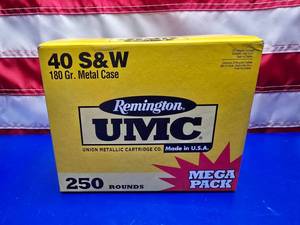 40 S&W
180 Gr. Metal Case
Remington
UMC
UNION METALLIC CARTRIDGE CO.
Made in U.S.A.
250 ROUNDS
MEGA
PACK